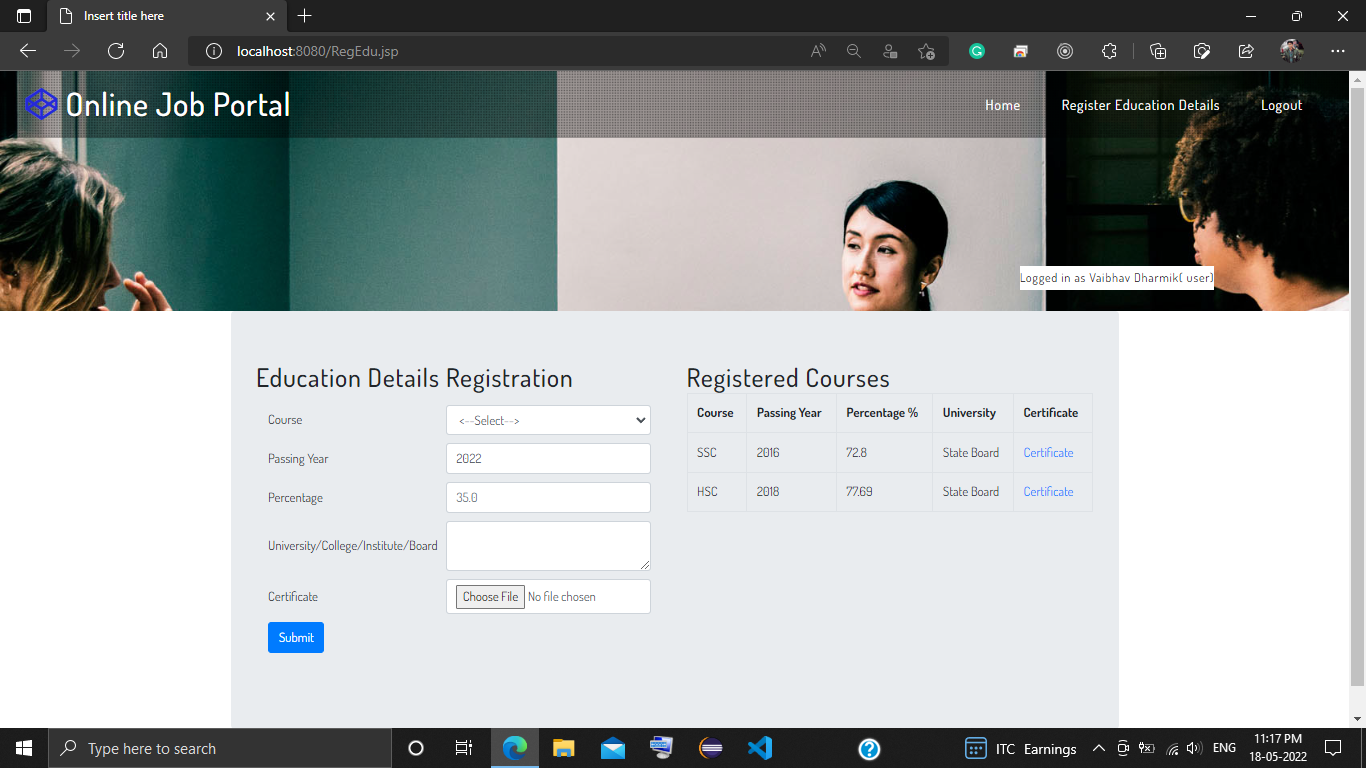 Insert title here
localhost:8080/RegEdu.jsp
Online Job Portal
Home Register Education Details Logout
Logged in as Vaibhav Dharmik( user)
Education Details Registration
Course <--Select-->
Passing Year 2022
Percentage 35.0
University/College/Institute/Board
Certificate Choose File No file chosen
Submit
Registered Courses
Course Passing Year Percentage % University Certificate
SSC 2016 72.8 State Board Certificate
HSC 2018 77.69 State Board Certificate
Type here to search
ITC Earnings
ENG
11:17 PM
18-05-2022